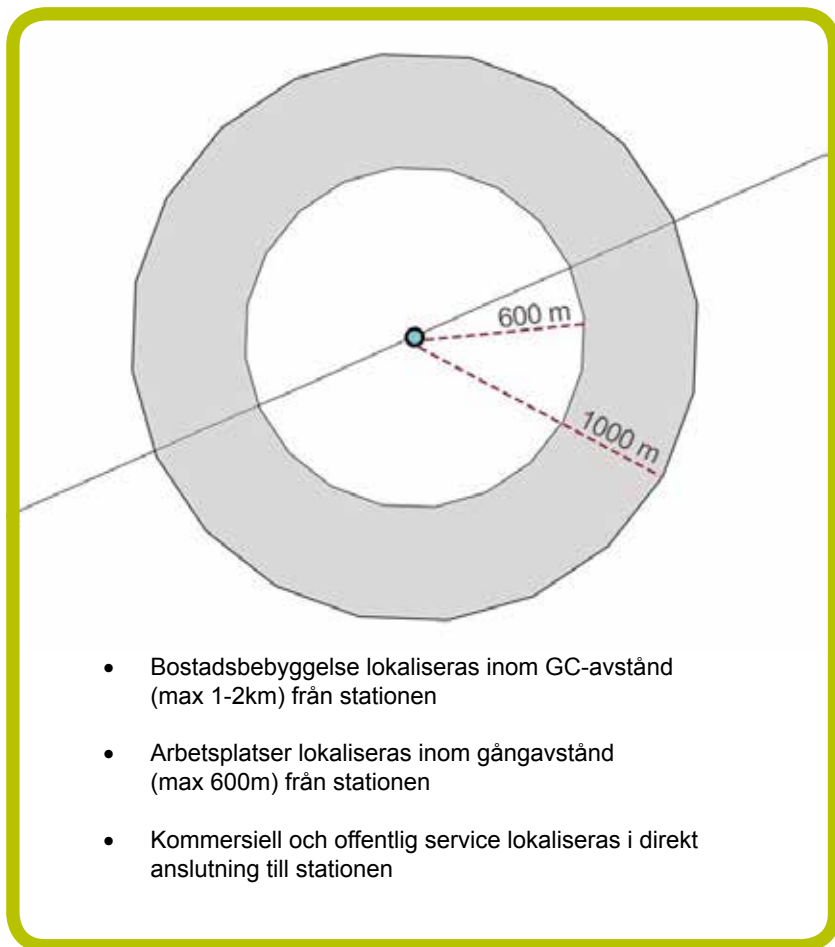 600 m
1000 m
• Bostadsbebyggelse lokaliseras inom GC-avstånd
(max 1-2km) från stationen
• Arbetsplatser lokaliseras inom gångavstånd
(max 600m) från stationen
• Kommersiell och offentlig service lokaliseras i direkt
anslutning till stationen